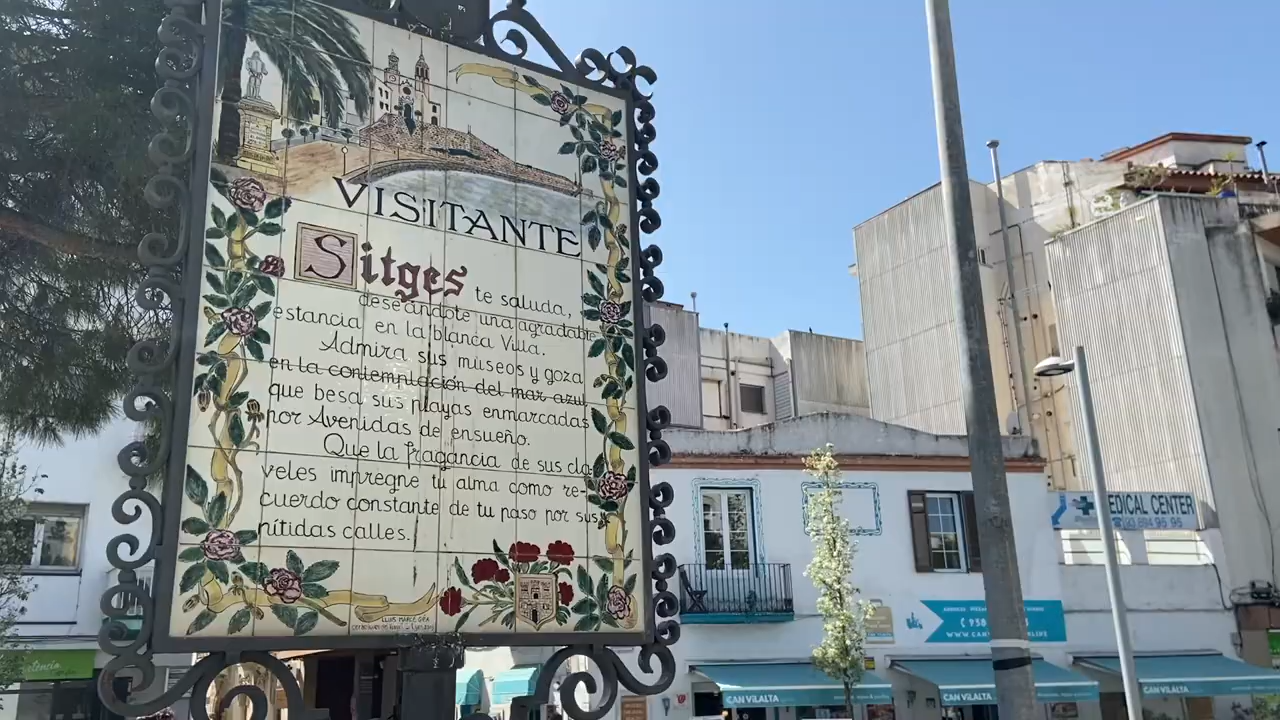 VISITANTE
Sitges te saluda,
deseándote una agradable
estancia en la blanca Villa.
Admira sus museos y goza
en la contemplación del mar azul
que besa sus playas enmarcadas
por Avenidas de ensueño.
Que la fragancia de sus cla
veles impregne tu alma como re-
cuerdo constante de tu paso por sus
nítidas calles.
MEDICAL CENTER
CAN VILALTA
CAN VILALTA
CAN VILALTA